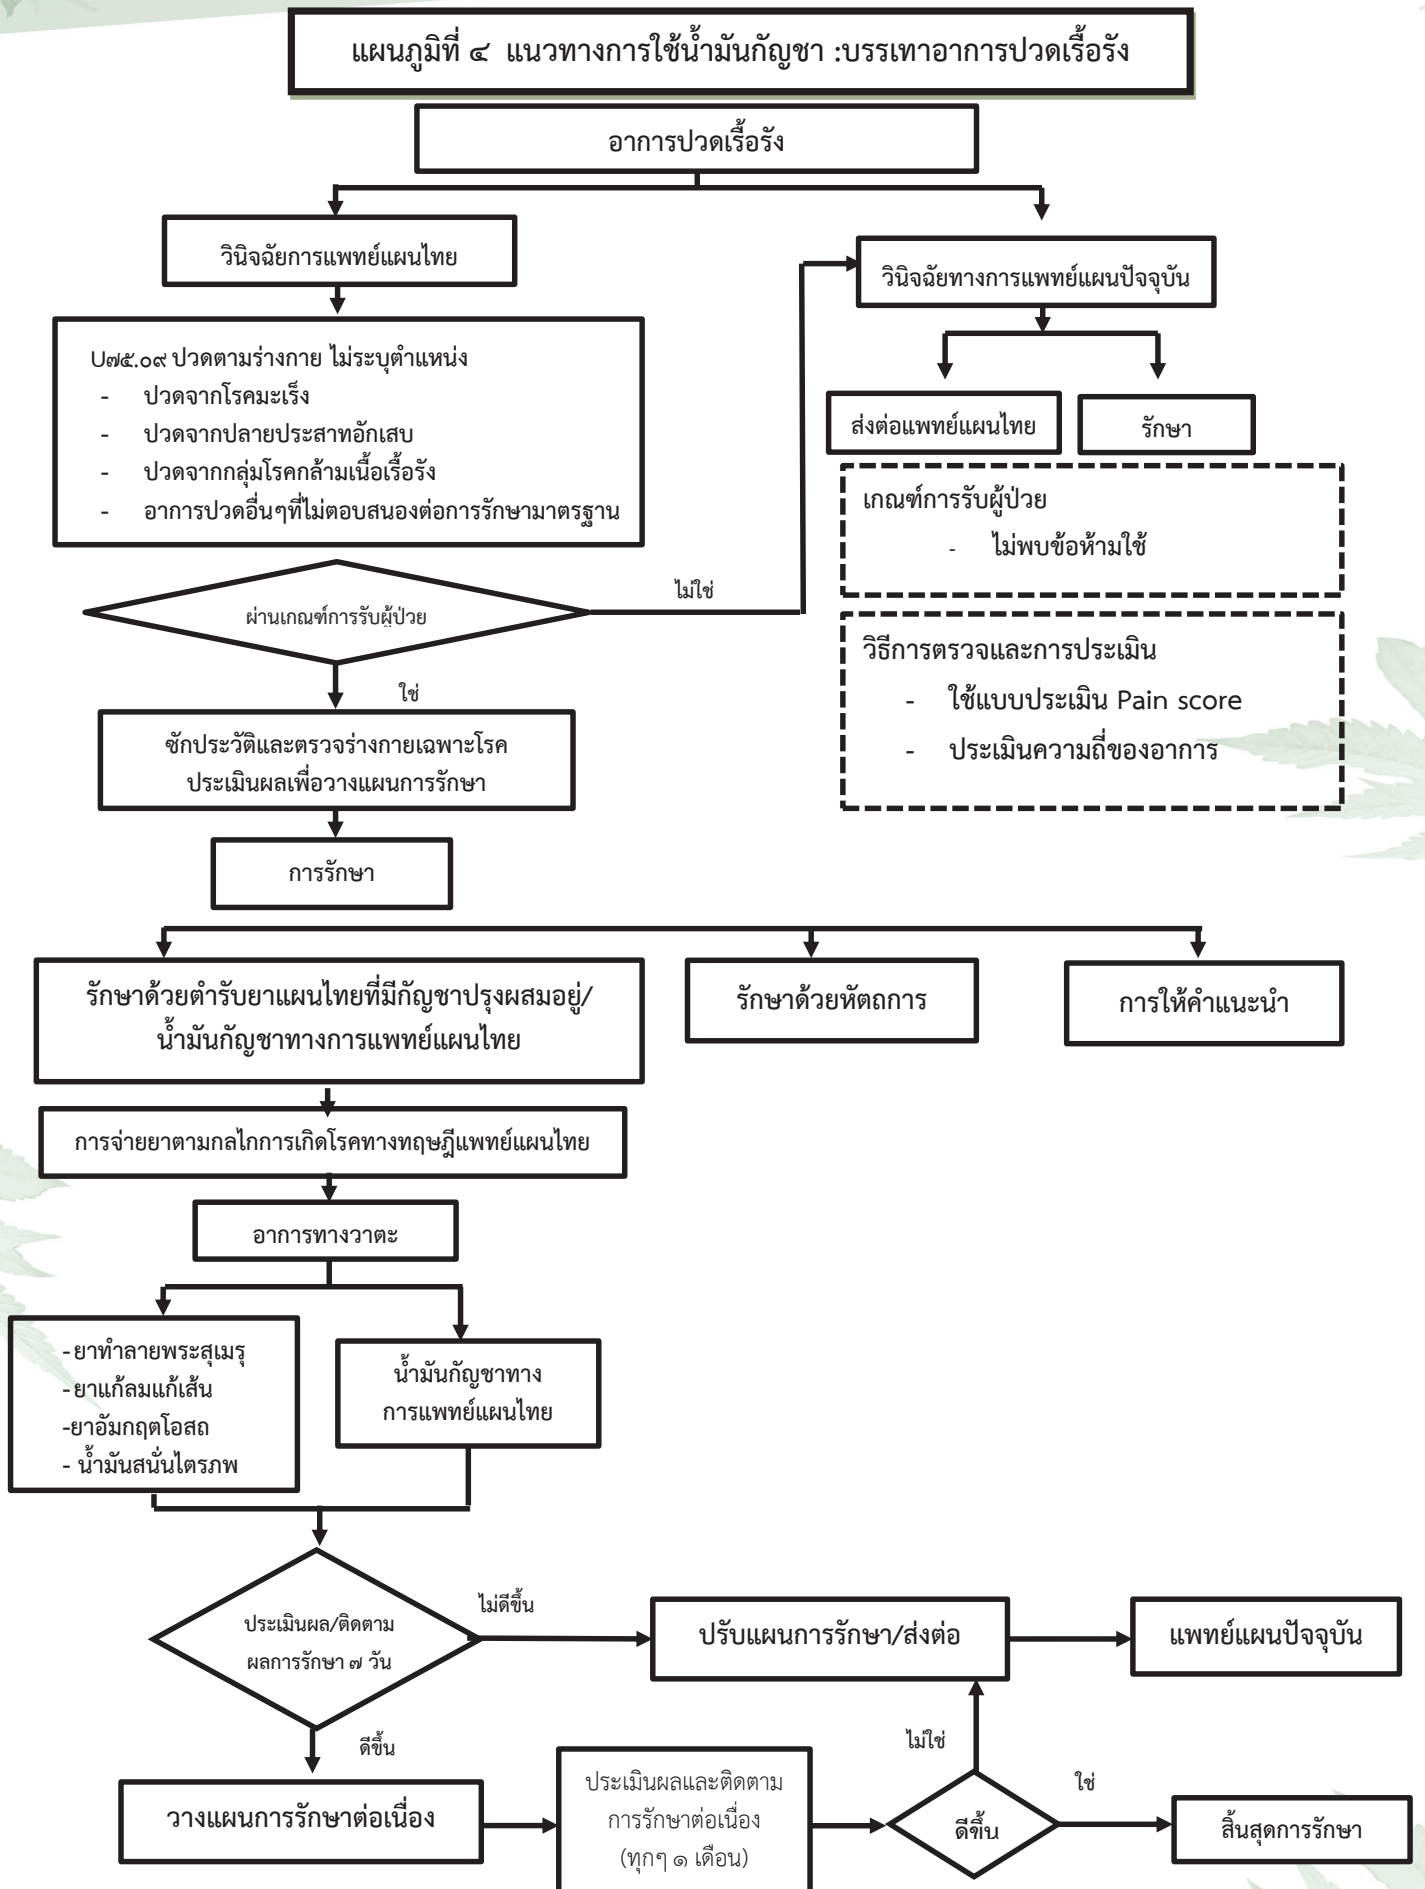 แผนภูมิที่ ๔ แนวทางการใช้น้ำมันกัญชา :บรรเทาอาการปวดเรื้อรัง
อาการปวดเรื้อรัง
วินิจฉัยการแพทย์แผนไทย
วินิจฉัยทางการแพทย์แผนปัจจุบัน
U๗๕.๐๙ ปวดตามร่างกาย ไม่ระบุตำแหน่ง
- ปวดจากโรคมะเร็ง
- ปวดจากปลายประสาทอักเสบ
- ปวดจากกลุ่มโรคกล้ามเนื้อเรื้อรัง
- อาการปวดอื่นๆที่ไม่ตอบสนองต่อการรักษามาตรฐาน
ส่งต่อแพทย์แผนไทย
รักษา
เกณฑ์การรับผู้ป่วย
- ไม่พบข้อห้ามใช้
ผ่านเกณฑ์การรับผู้ป่วย
ไม่ใช่
ใช่
วิธีการตรวจและการประเมิน
- ใช้แบบประเมิน Pain score
- ประเมินความถี่ของอาการ
ซักประวัติและตรวจร่างกายเฉพาะโรค
ประเมินผลเพื่อวางแผนการรักษา
การรักษา
รักษาด้วยตำรับยาแผนไทยที่มีกัญชาปรุงผสมอยู่/
น้ำมันกัญชาทางการแพทย์แผนไทย
รักษาด้วยหัตถการ
การให้คำแนะนำ
การจ่ายยาตามกลไกการเกิดโรคทางทฤษฎีแพทย์แผนไทย
อาการทางวาตะ
-ยาทำลายพระสุเมรุ
-ยาแก้ลมแก้เส้น
-ยาอัมกฤตโอสถ
- น้ำมันสนั่นไตรภพ
น้ำมันกัญชาทาง
การแพทย์แผนไทย
ประเมินผล/ติดตาม
ผลการรักษา ๗ วัน
ไม่ดีขึ้น
ปรับแผนการรักษา/ส่งต่อ
แพทย์แผนปัจจุบัน
ดีขึ้น
วางแผนการรักษาต่อเนื่อง
ประเมินผลและติดตาม
การรักษาต่อเนื่อง
(ทุกๆ ๑ เดือน)
ไม่ใช่
ดีขึ้น
ใช่
สิ้นสุดการรักษา